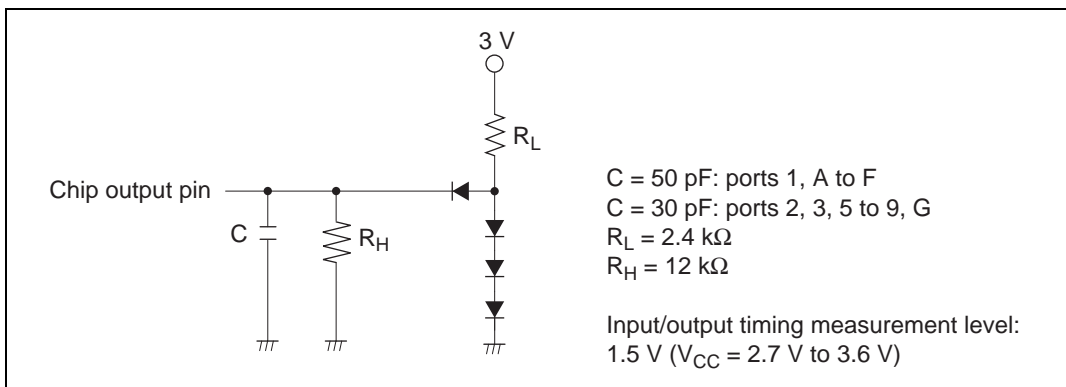 3 V
R_L
Chip output pin
C
R_H
C = 50 pF: ports 1, A to F
C = 30 pF: ports 2, 3, 5 to 9, G
R_L = 2.4 kΩ
R_H = 12 kΩ
Input/output timing measurement level:
1.5 V (V_CC = 2.7 V to 3.6 V)